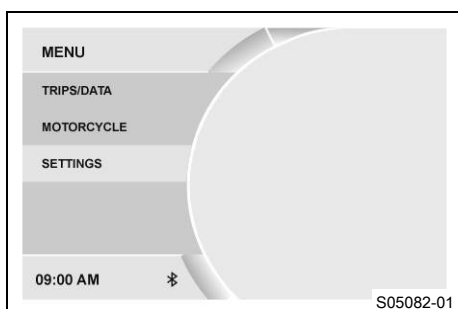 MENU
TRIPS/DATA
MOTORCYCLE
SETTINGS
09:00 AM
S05082-01